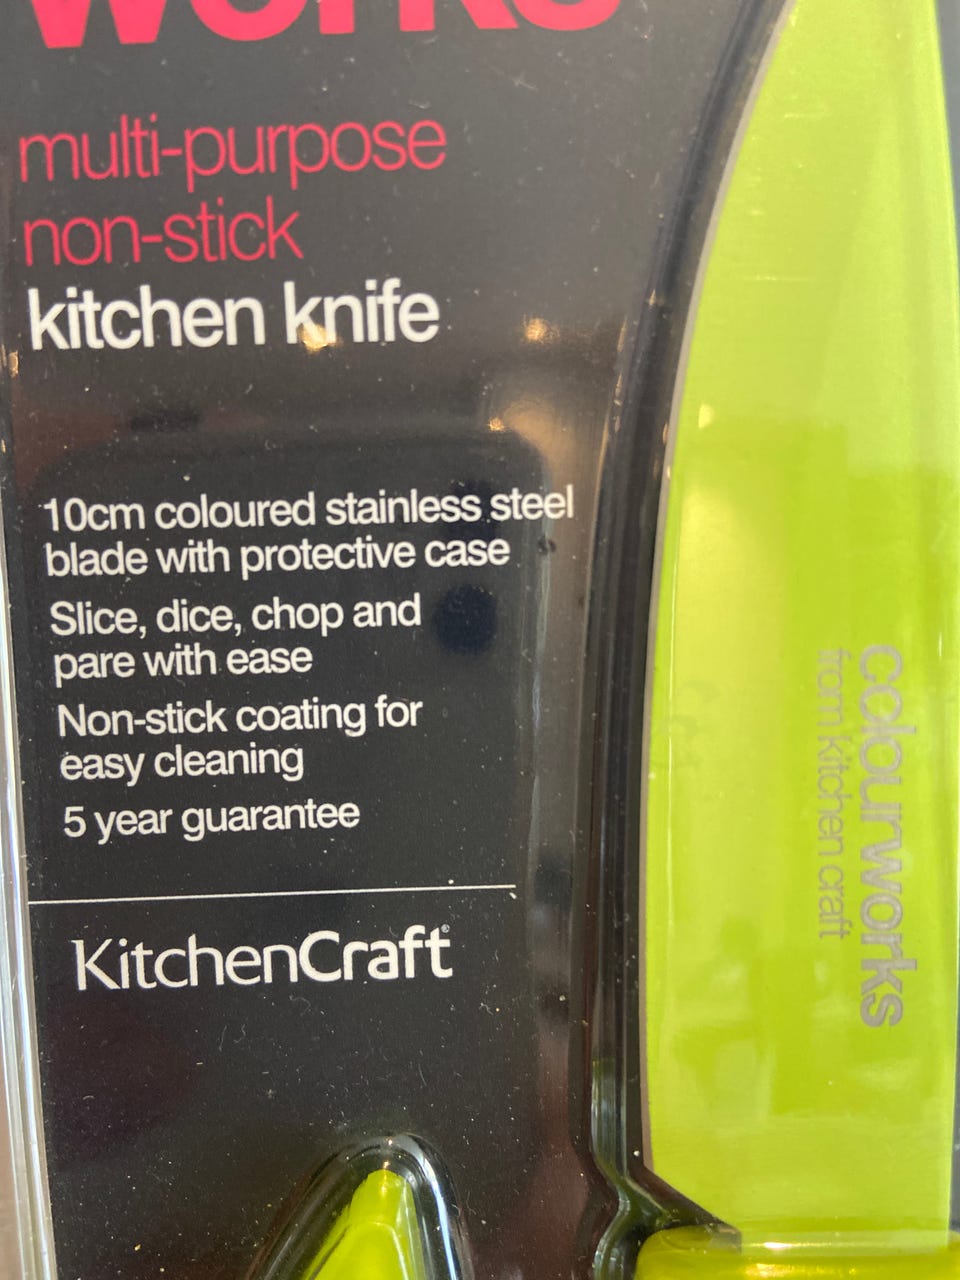 works
multi-purpose
non-stick
kitchen knife
10cm coloured stainless steel
blade with protective case
Slice, dice, chop and
pare with ease
Non-stick coating for
easy cleaning
5 year guarantee
KitchenCraft®
colourworks
from kitchen craft